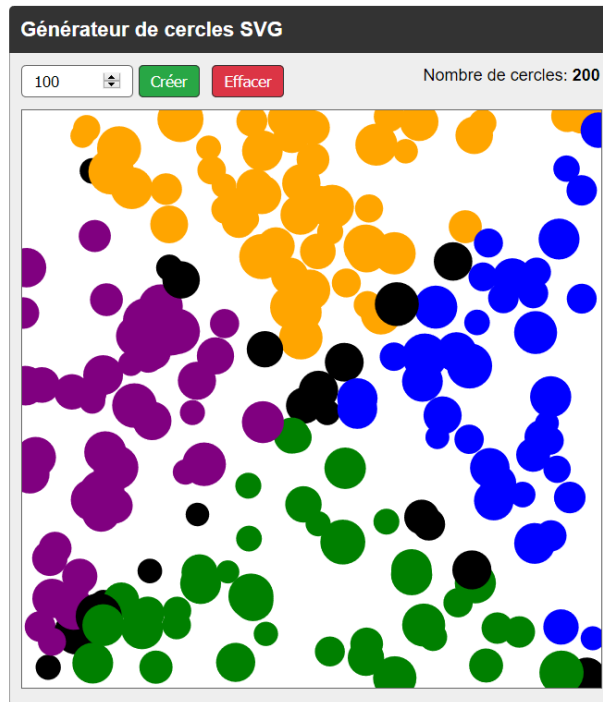 Générateur de cercles SVG
100 Créer Effacer Nombre de cercles: 200